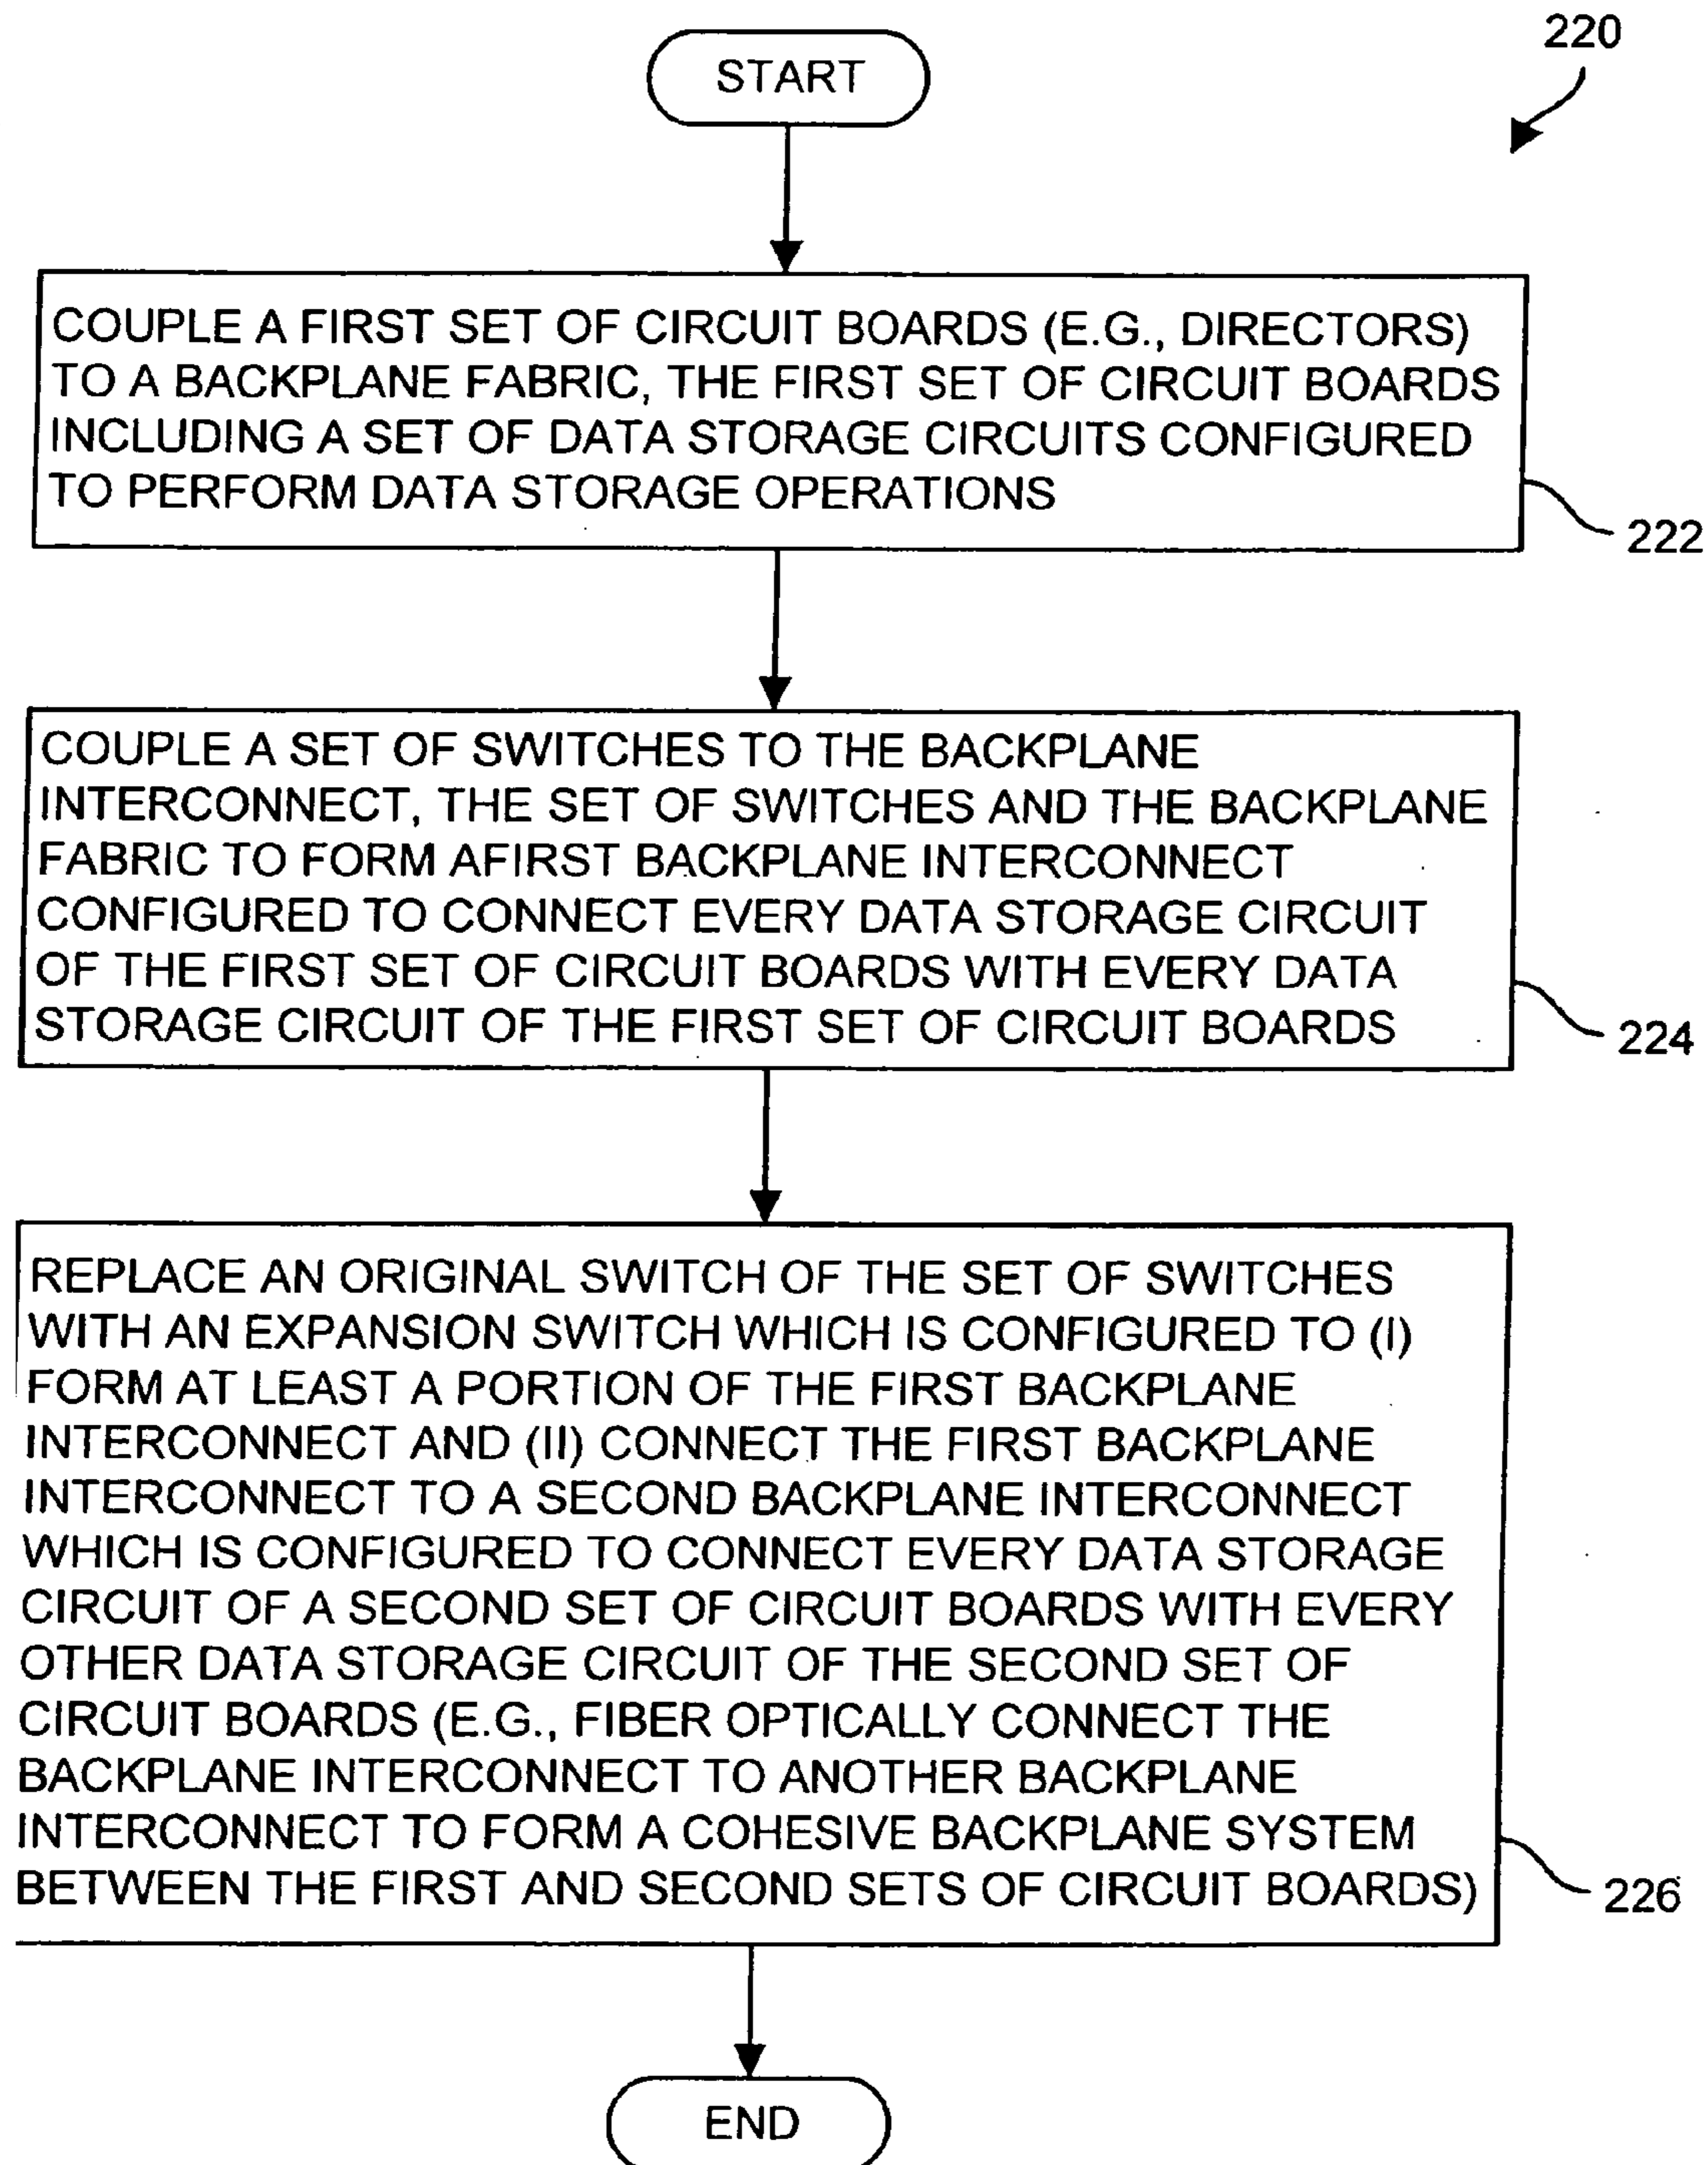 220
START
COUPLE A FIRST SET OF CIRCUIT BOARDS (E.G., DIRECTORS)
TO A BACKPLANE FABRIC, THE FIRST SET OF CIRCUIT BOARDS
INCLUDING A SET OF DATA STORAGE CIRCUITS CONFIGURED
TO PERFORM DATA STORAGE OPERATIONS
222
COUPLE A SET OF SWITCHES TO THE BACKPLANE
INTERCONNECT, THE SET OF SWITCHES AND THE BACKPLANE
FABRIC TO FORM AFIRST BACKPLANE INTERCONNECT
CONFIGURED TO CONNECT EVERY DATA STORAGE CIRCUIT
OF THE FIRST SET OF CIRCUIT BOARDS WITH EVERY DATA
STORAGE CIRCUIT OF THE FIRST SET OF CIRCUIT BOARDS
224
REPLACE AN ORIGINAL SWITCH OF THE SET OF SWITCHES
WITH AN EXPANSION SWITCH WHICH IS CONFIGURED TO (I)
FORM AT LEAST A PORTION OF THE FIRST BACKPLANE
INTERCONNECT AND (II) CONNECT THE FIRST BACKPLANE
INTERCONNECT TO A SECOND BACKPLANE INTERCONNECT
WHICH IS CONFIGURED TO CONNECT EVERY DATA STORAGE
CIRCUIT OF A SECOND SET OF CIRCUIT BOARDS WITH EVERY
OTHER DATA STORAGE CIRCUIT OF THE SECOND SET OF
CIRCUIT BOARDS (E.G., FIBER OPTICALLY CONNECT THE
BACKPLANE INTERCONNECT TO ANOTHER BACKPLANE
INTERCONNECT TO FORM A COHESIVE BACKPLANE SYSTEM
BETWEEN THE FIRST AND SECOND SETS OF CIRCUIT BOARDS)
226
END